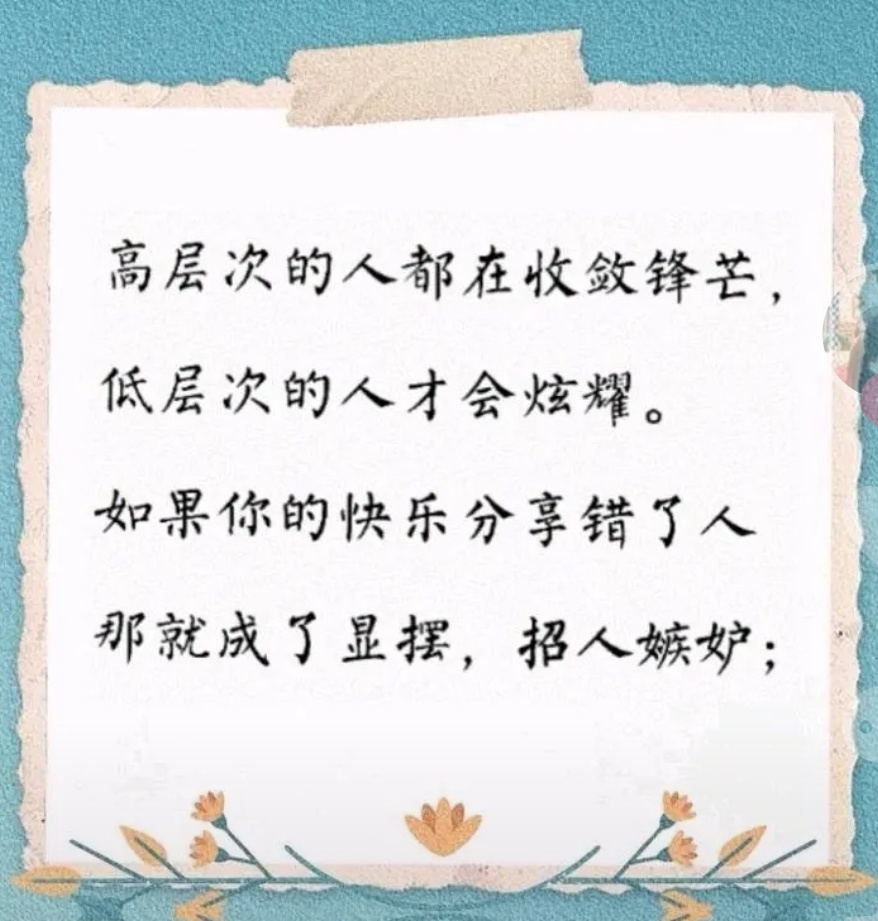 高层次的人都在收敛锋芒，
低层次的人才会炫耀。
如果你的快乐分享错了人
那就成了显摆，招人嫉妒；